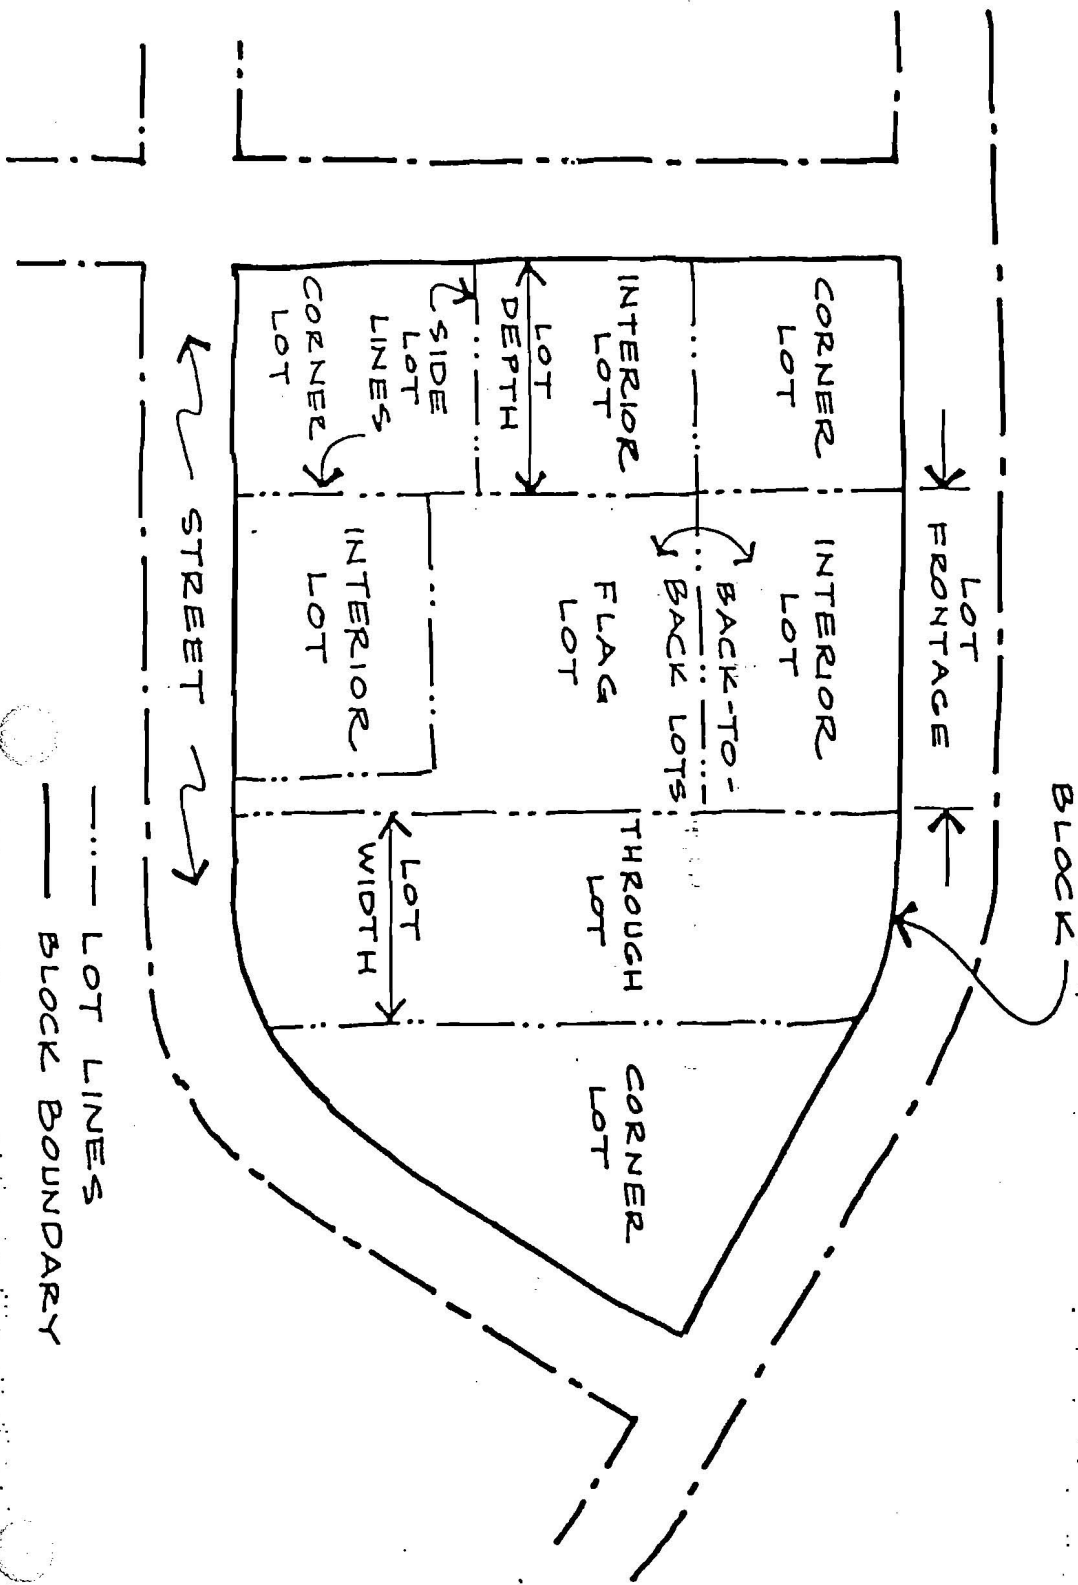 BLOCK
LOT
FRONTAGE
CORNER
LOT
INTERIOR
LOT
BACK-TO-
BACK LOTS
INTERIOR
LOT
FLAG
LOT
THROUGH
LOT
CORNER
LOT
LOT
DEPTH
SIDE
LOT
LINES
CORNER
LOT
INTERIOR
LOT
LOT
WIDTH
STREET
LOT LINES
BLOCK BOUNDARY